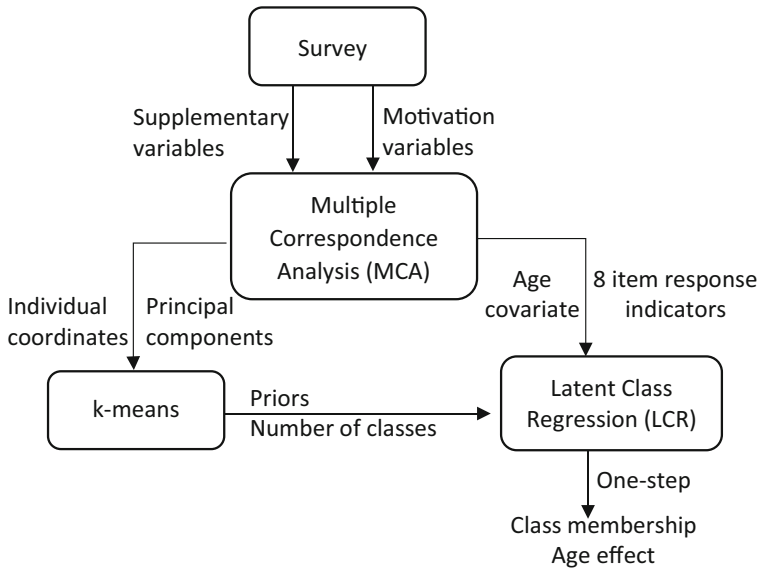 Survey
Supplementary
variables
Motivation
variables
Multiple
Correspondence
Analysis (MCA)
Individual
coordinates
Principal
components
Age
covariate
8 item response
indicators
k-means
Priors
Number of classes
Latent Class
Regression (LCR)
One-step
Class membership
Age effect